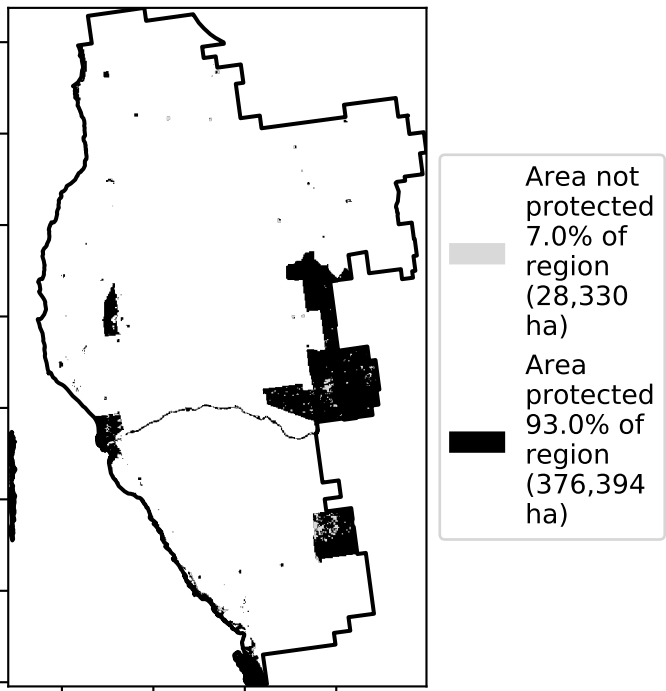 Area not
protected
7.0% of
region
(28,330
ha)
Area
protected
93.0% of
region
(376,394
ha)